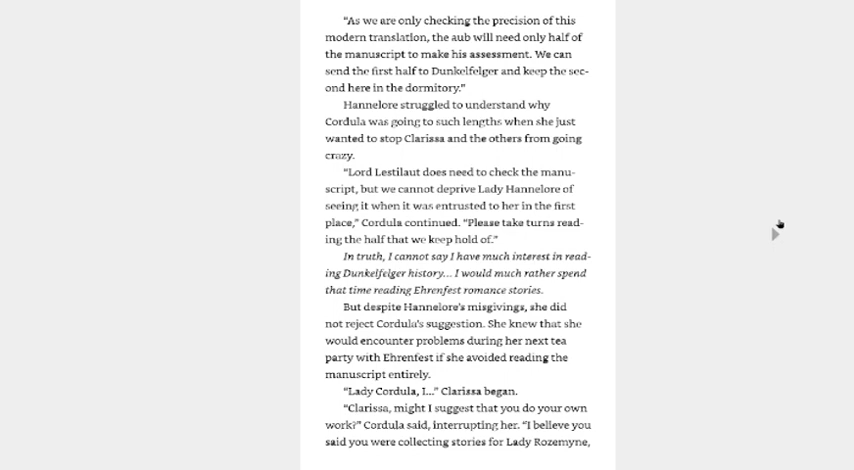 “As we are only checking the precision of this
modern translation, the aub will need only half of
the manuscript to make his assessment. We can
send the first half to Dunkelfelger and keep the sec-
ond here in the dormitory.”
Hannelore struggled to understand why
Cordula was going to such lengths when she just
wanted to stop Clarissa and the others from going
crazy.
“Lord Lestilaut does need to check the manu-
script, but we cannot deprive Lady Hannelore of
seeing it when it was entrusted to her in the first
place,” Cordula continued. “Please take turns read-
ing the half that we keep hold of.”
In truth, I cannot say I have much interest in read-
ing Dunkelfelger history... I would much rather spend
that time reading Ehrenfest romance stories.
But despite Hannelore’s misgivings, she did
not reject Cordula’s suggestion. She knew that she
would encounter problems during her next tea
party with Ehrenfest if she avoided reading the
manuscript entirely.
“Lady Cordula, I...” Clarissa began.
“Clarissa, might I suggest that you do your own
work?” Cordula said, interrupting her. “I believe you
said you were collecting stories for Lady Rozemyne,